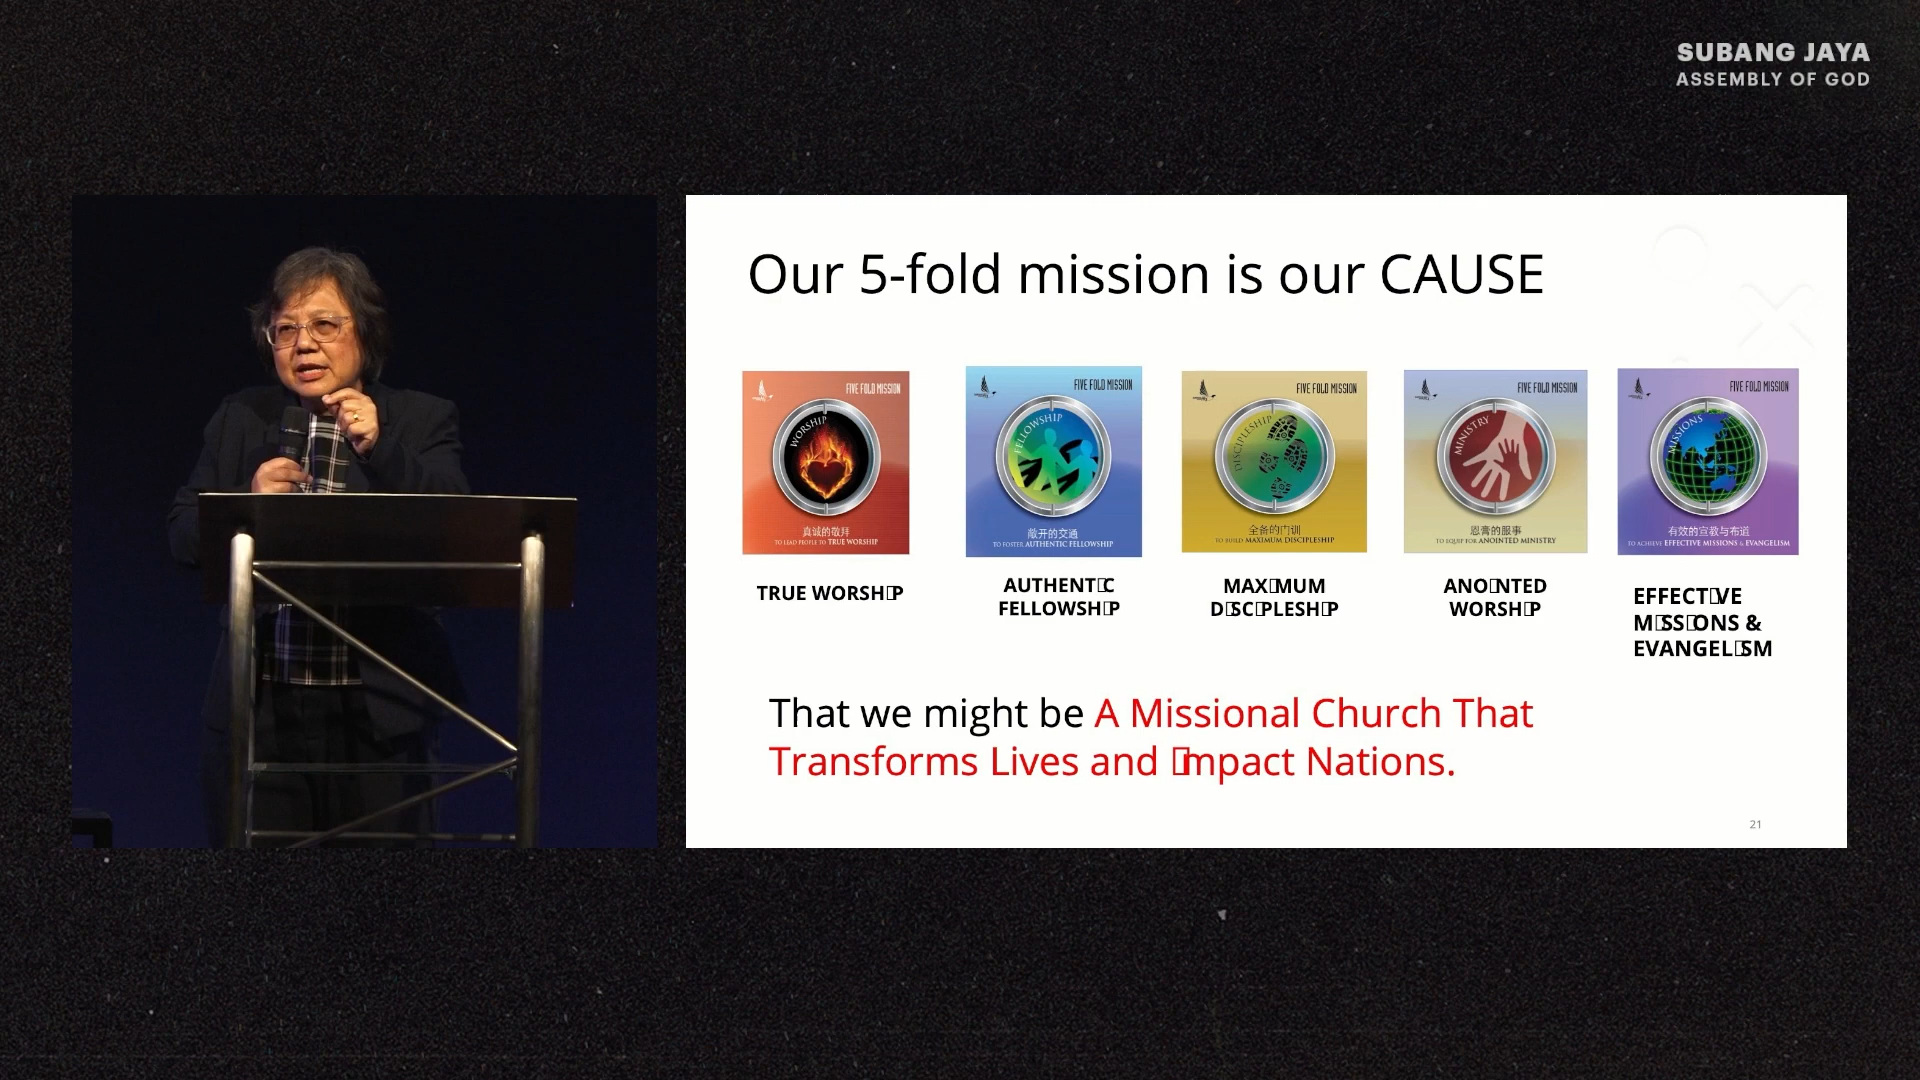 SUBANG JAYA
ASSEMBLY OF GOD
Our 5-fold mission is our CAUSE
FIVE FOLD MISSION
WORSHIP
真诚的敬拜
TO LEAD PEOPLE TO TRUE WORSHIP
TRUE WORSH▯P
FIVE FOLD MISSION
FELLOWSHIP
敞开的交通
TO FOSTER AUTHENTIC FELLOWSHIP
AUTHENT▯C
FELLOWSH▯P
FIVE FOLD MISSION
DISCIPLESHIP
全备的门训
TO BUILD MAXIMUM DISCIPLESHIP
MAX▯MUM
D▯SC▯PLESH▯P
FIVE FOLD MISSION
MINISTRY
恩膏的服事
TO EQUIP FOR ANOINTED MINISTRY
ANO▯NTED
WORSH▯P
FIVE FOLD MISSION
MISSIONS
有效的宣教与布道
TO ACHIEVE EFFECTIVE MISSIONS & EVANGELISM
EFFECT▯VE
M▯SS▯ONS &
EVANGEL▯SM
That we might be A Missional Church That
Transforms Lives and ▯mpact Nations.
21